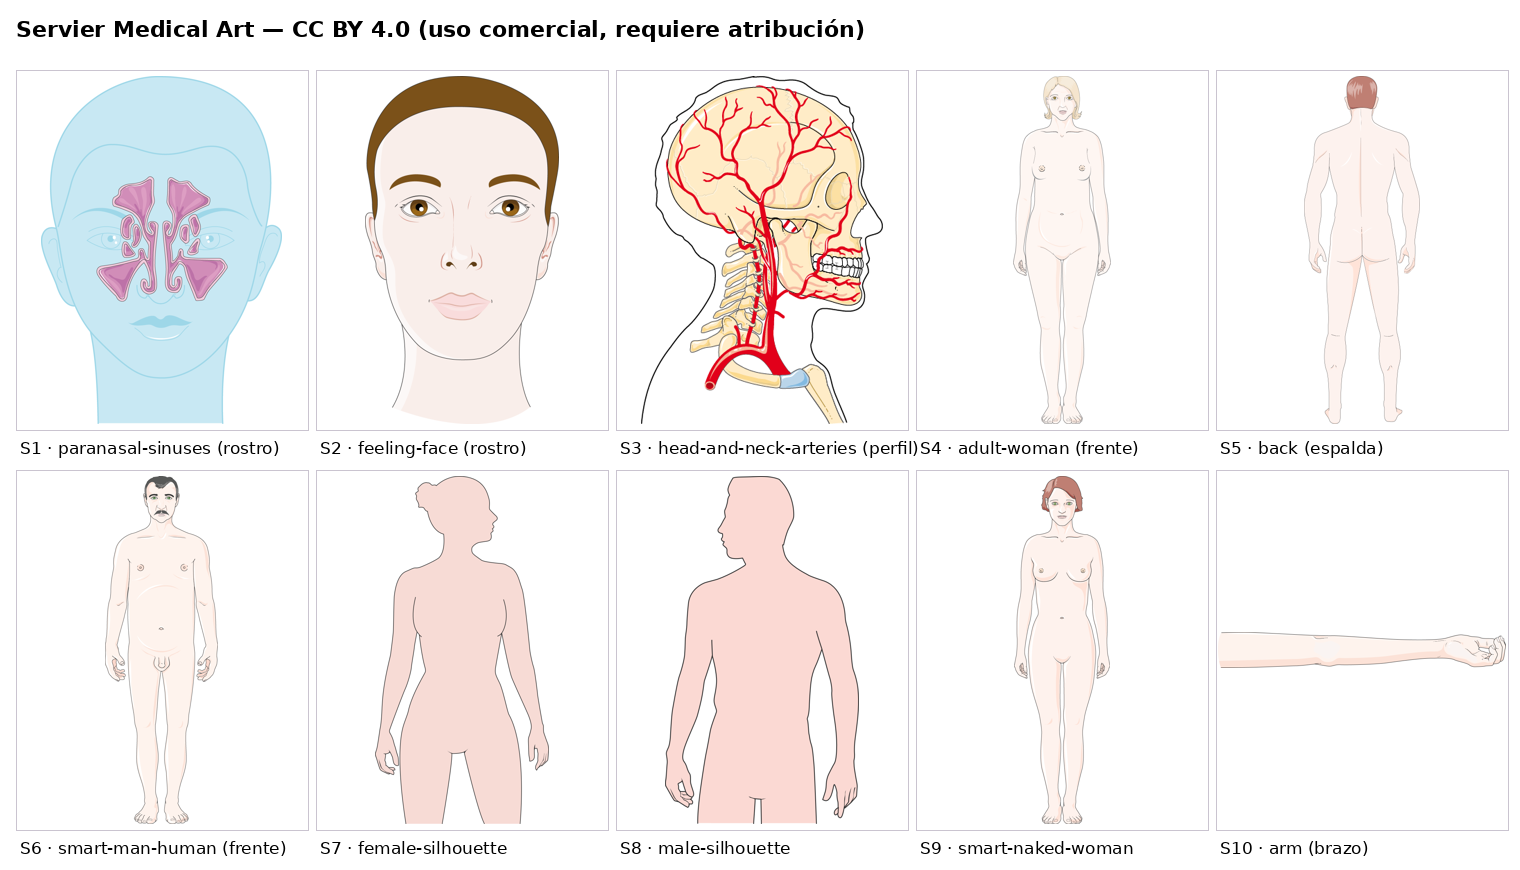 Servier Medical Art — CC BY 4.0 (uso comercial, requiere atribución)
S1 · paranasal-sinuses (rostro)
S2 · feeling-face (rostro)
S3 · head-and-neck-arteries (perfil)
S4 · adult-woman (frente)
S5 · back (espalda)
S6 · smart-man-human (frente)
S7 · female-silhouette
S8 · male-silhouette
S9 · smart-naked-woman
S10 · arm (brazo)